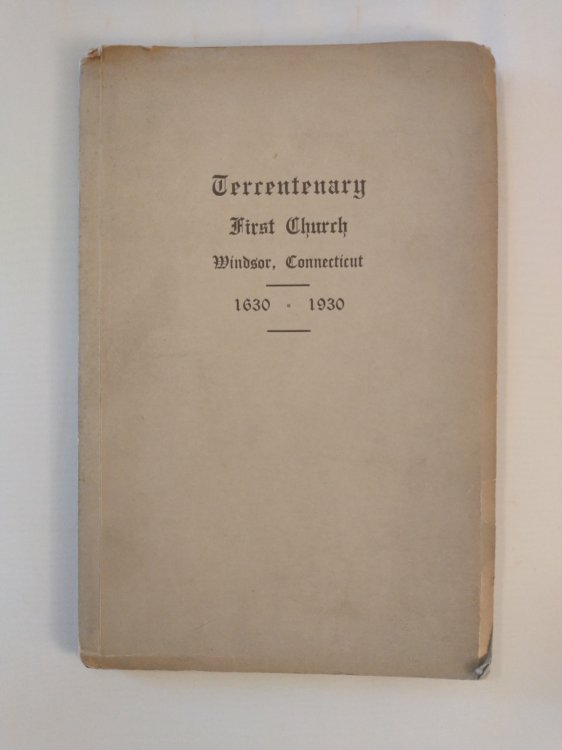 Tercentenary
First Church
Windsor, Connecticut
1630 - 1930